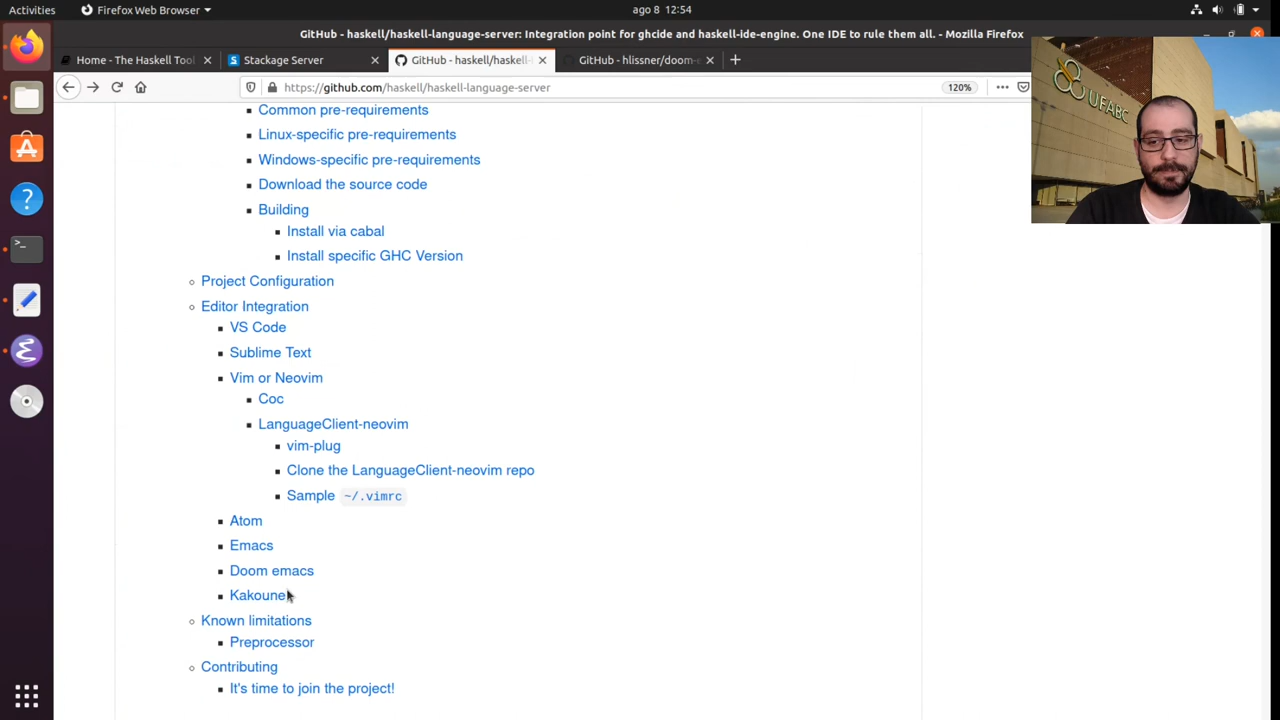 Activities
Firefox Web Browser
ago 8 12:54
GitHub - haskell/haskell-language-server: Integration point for ghcide and haskell-ide-engine. One IDE to rule them all. - Mozilla Firefox
Home - The Haskell Tool
Stackage Server
GitHub - haskell/haskell-
GitHub - hlissner/doom-e
https://github.com/haskell/haskell-language-server
120%
UFABC
Common pre-requirements
Linux-specific pre-requirements
Windows-specific pre-requirements
Download the source code
Building
Install via cabal
Install specific GHC Version
Project Configuration
Editor Integration
VS Code
Sublime Text
Vim or Neovim
Coc
LanguageClient-neovim
vim-plug
Clone the LanguageClient-neovim repo
Sample ~/.vimrc
Atom
Emacs
Doom emacs
Kakoune
Known limitations
Preprocessor
Contributing
It's time to join the project!